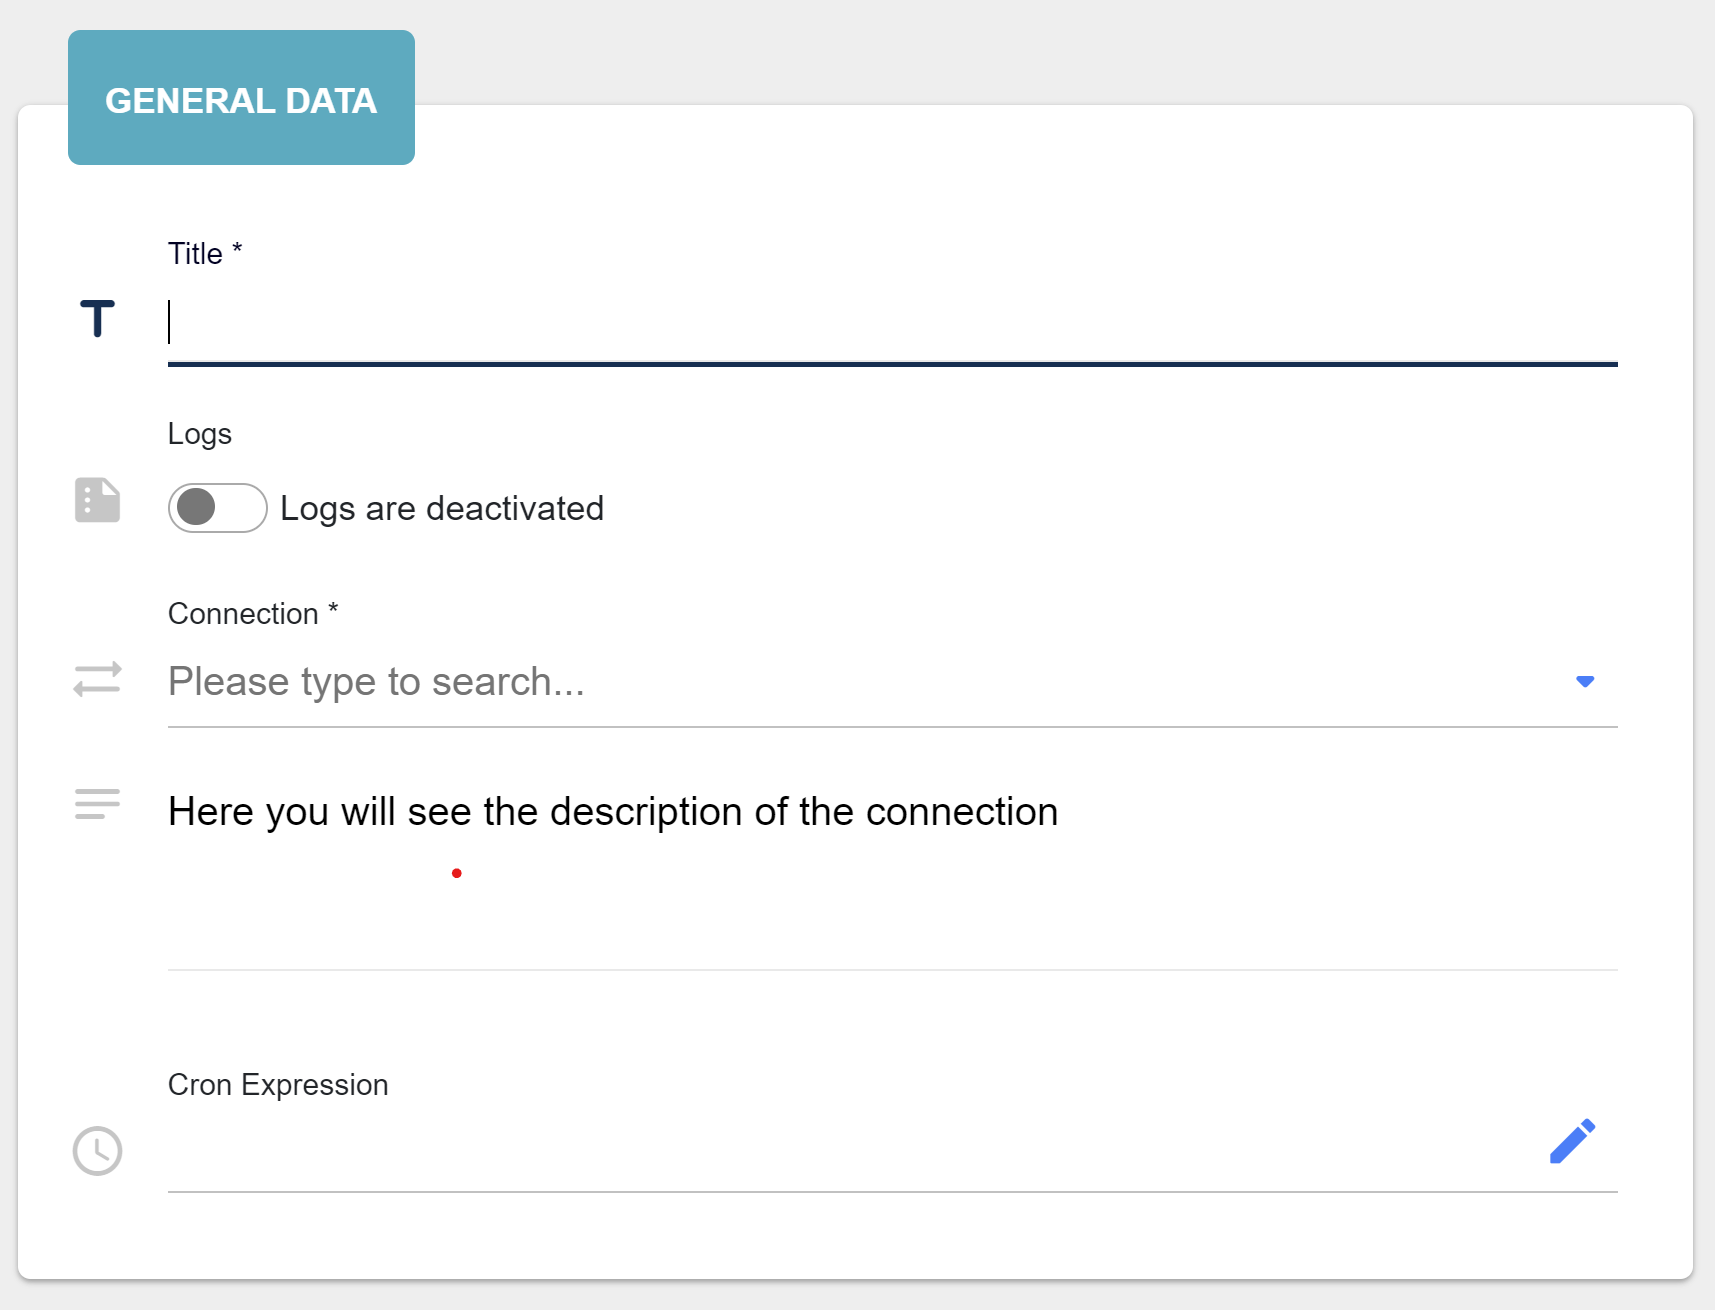 GENERAL DATA
Title *
Logs
Logs are deactivated
Connection *
Please type to search...
Here you will see the description of the connection
Cron Expression